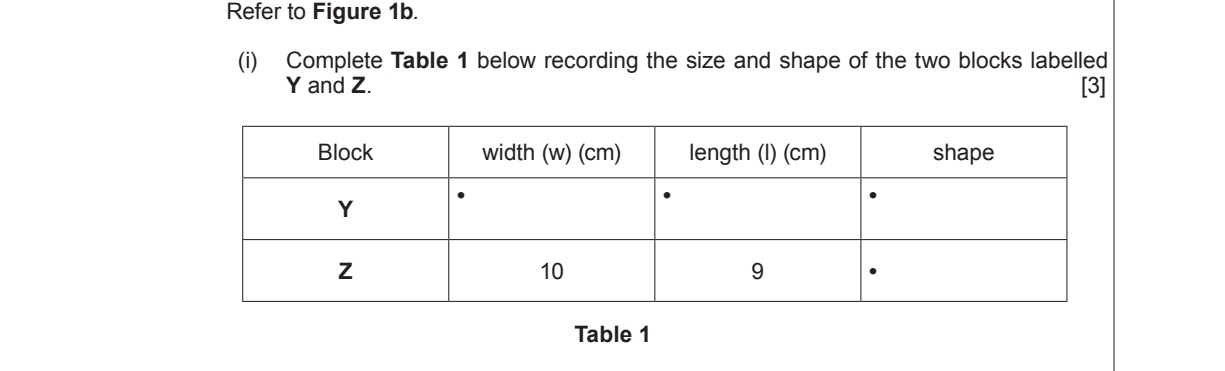 Refer to Figure 1b.
(i) Complete Table 1 below recording the size and shape of the two blocks labelled
Y and Z. [3]
Block width (w) (cm) length (l) (cm) shape
Y • • •
Z 10 9 •
Table 1